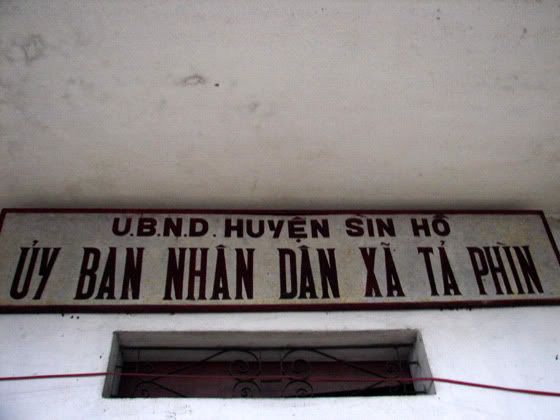 U.B.N.D. HUYỆN SÌN HỒ
ỦY BAN NHÂN DÂN XÃ TẢ PHÌN